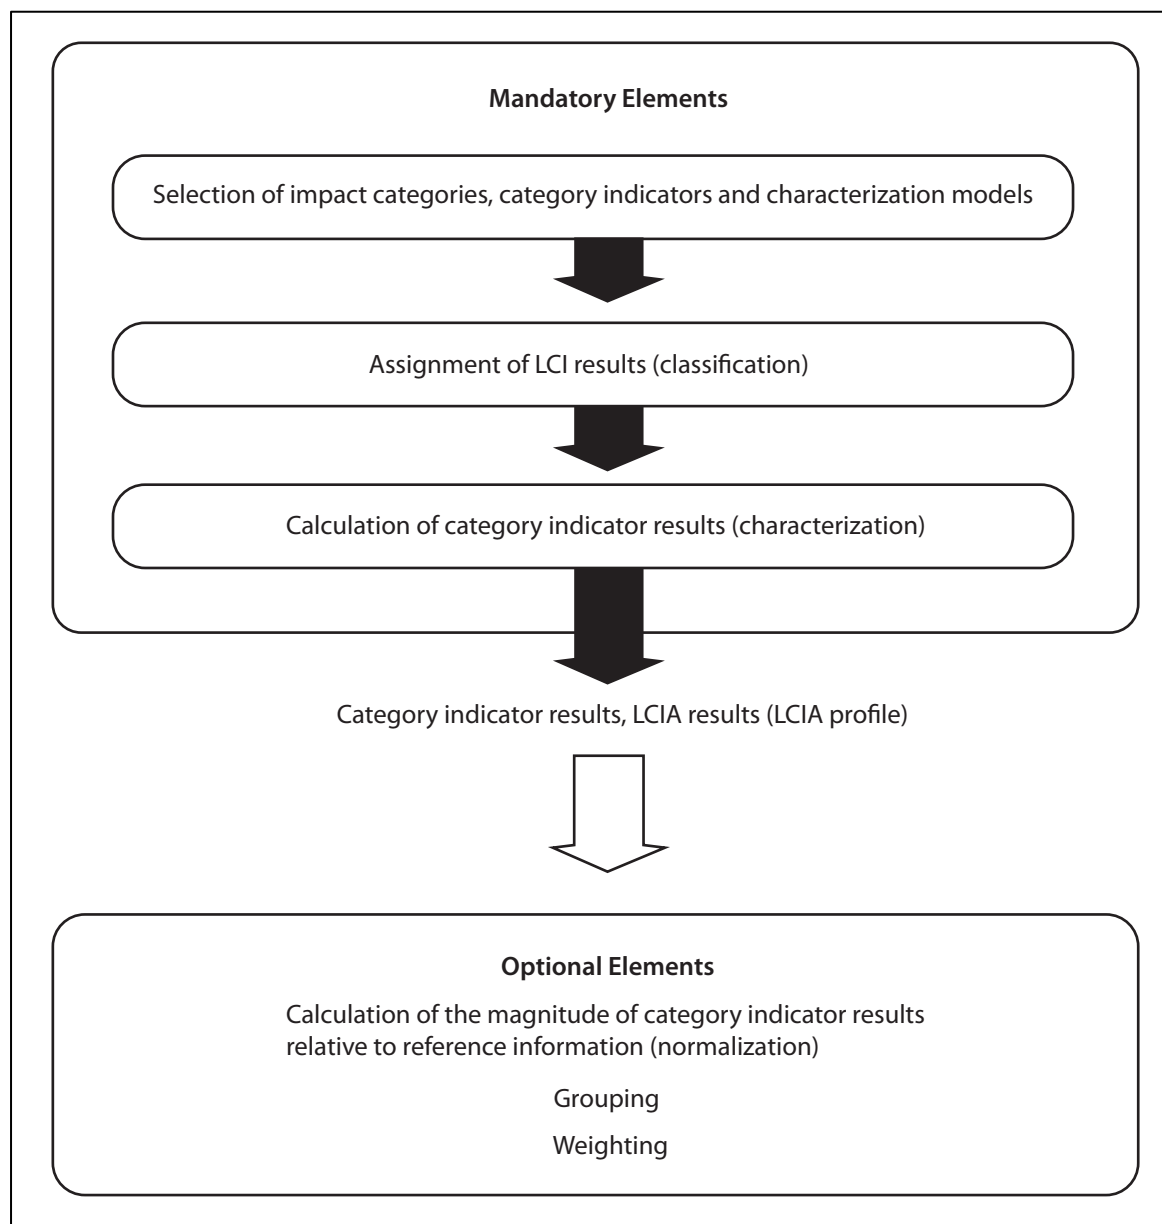 Mandatory Elements
Selection of impact categories, category indicators and characterization models
Assignment of LCI results (classification)
Calculation of category indicator results (characterization)
Category indicator results, LCIA results (LCIA profile)
Optional Elements
Calculation of the magnitude of category indicator results
relative to reference information (normalization)
Grouping
Weighting